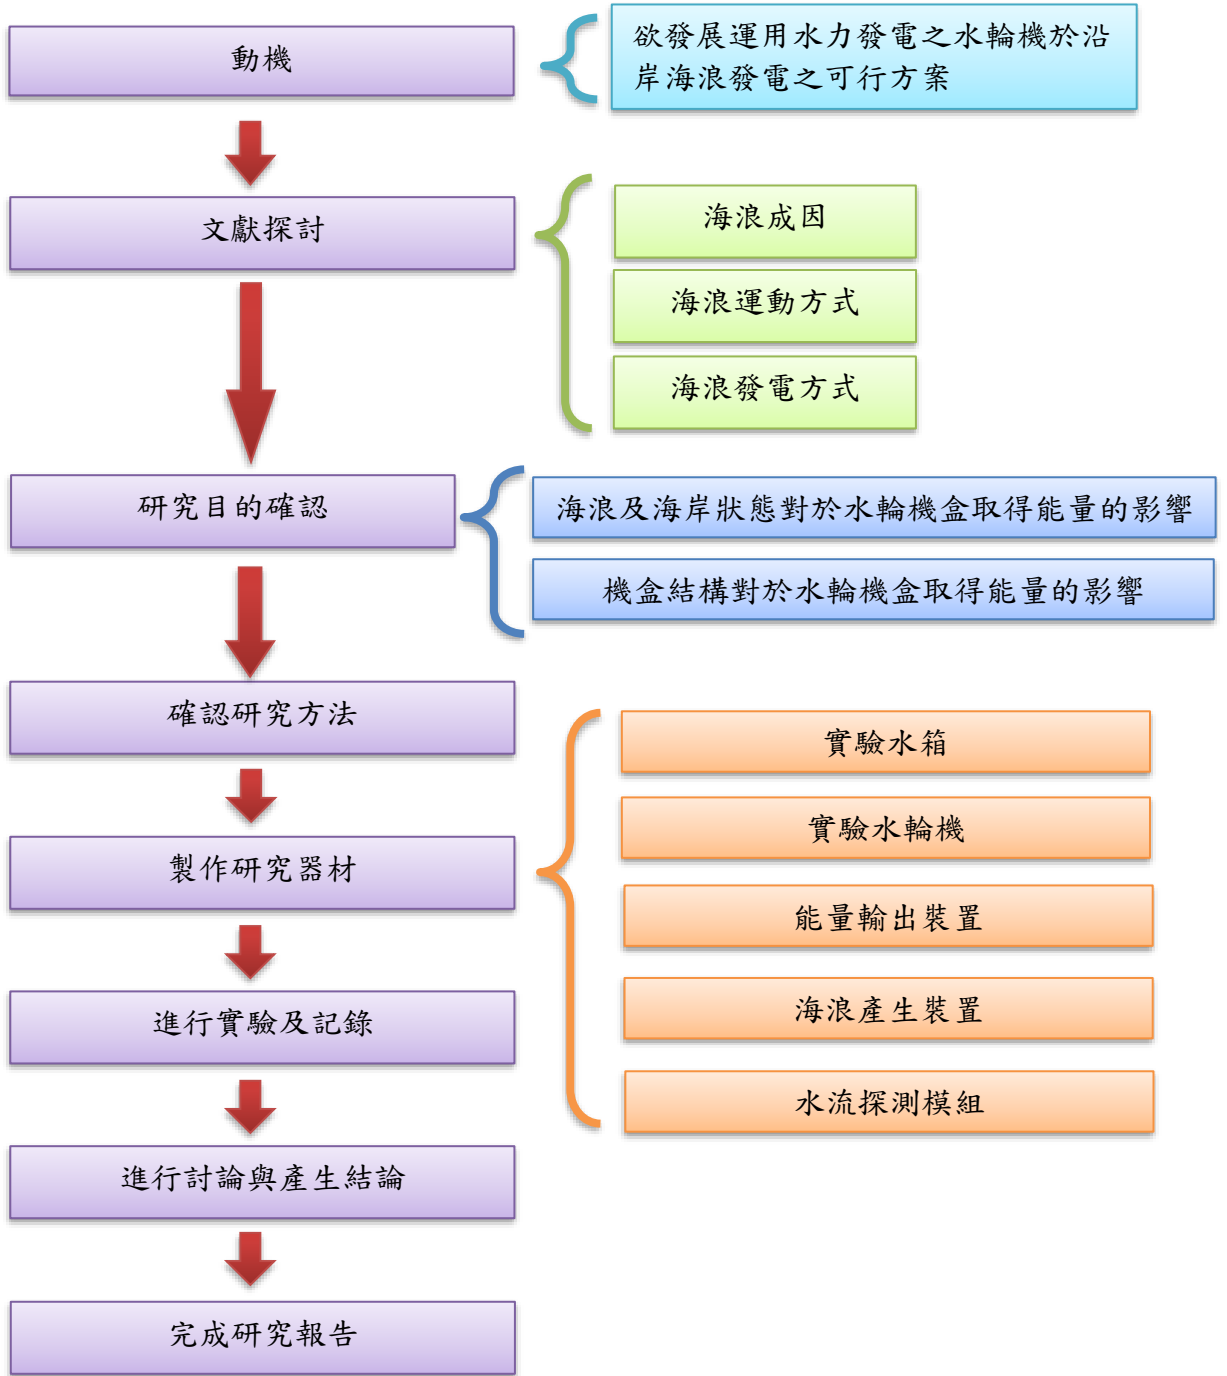 動機
欲發展運用水力發電之水輪機於沿
岸海浪發電之可行方案
文獻探討
海浪成因
海浪運動方式
海浪發電方式
研究目的確認
海浪及海岸狀態對於水輪機盒取得能量的影響
機盒結構對於水輪機盒取得能量的影響
確認研究方法
製作研究器材
實驗水箱
實驗水輪機
能量輸出裝置
海浪產生裝置
水流探測模組
進行實驗及記錄
進行討論與產生結論
完成研究報告